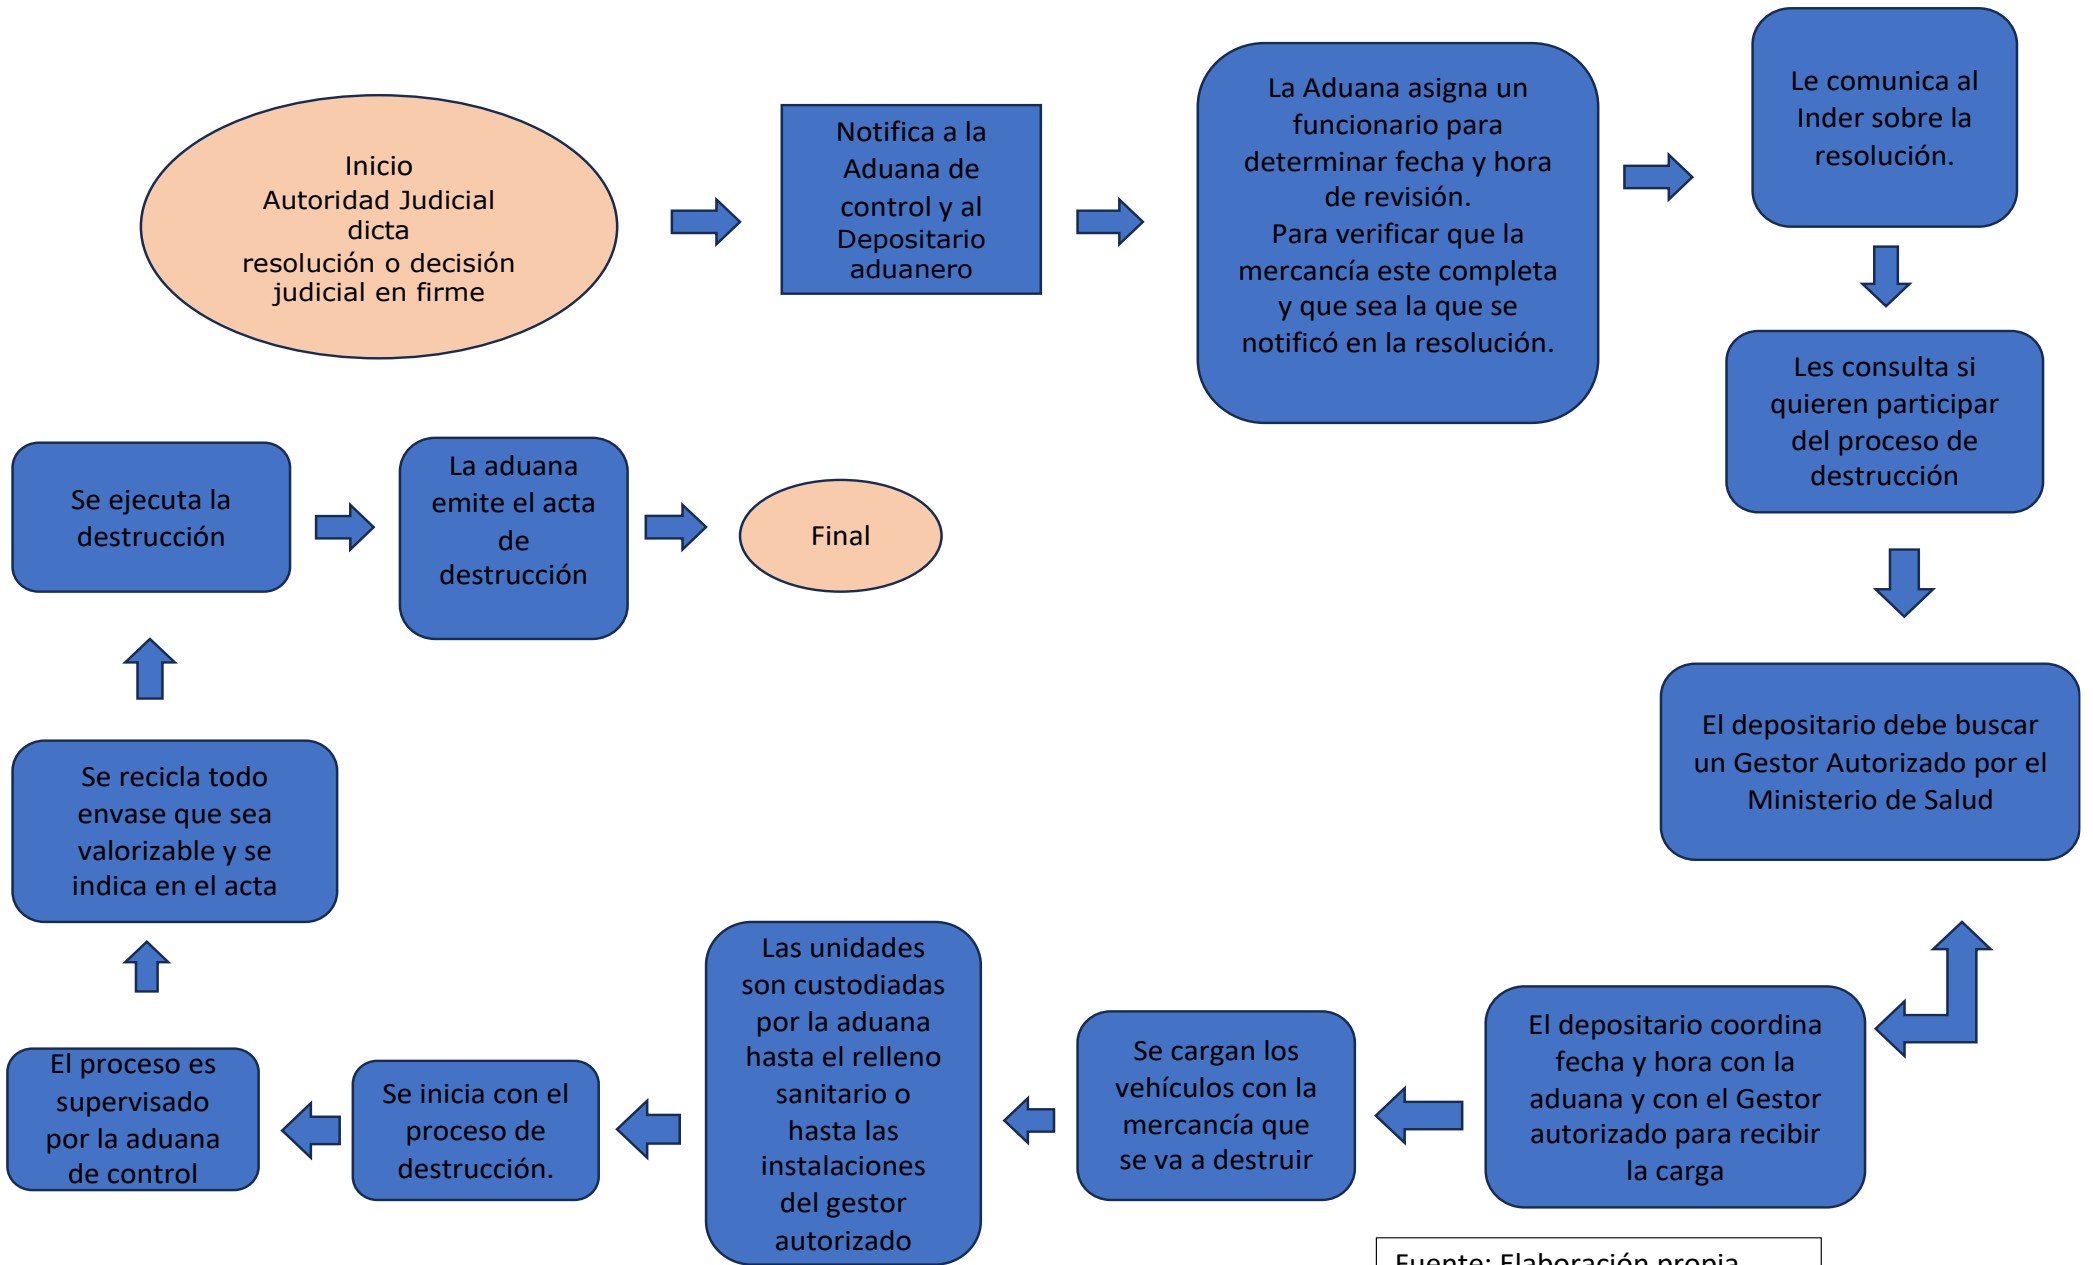 Inicio
Autoridad Judicial
dicta
resolución o decisión
judicial en firme
Notifica a la
Aduana de
control y al
Depositario
aduanero
La Aduana asigna un
funcionario para
determinar fecha y hora
de revisión.
Para verificar que la
mercancía este completa
y que sea la que se
notificó en la resolución.
Le comunica al
Inder sobre la
resolución.
Les consulta si
quieren participar
del proceso de
destrucción
El depositario debe buscar
un Gestor Autorizado por el
Ministerio de Salud
El depositario coordina
fecha y hora con la
aduana y con el Gestor
autorizado para recibir
la carga
Se cargan los
vehículos con la
mercancía que
se va a destruir
Las unidades
son custodiadas
por la aduana
hasta el relleno
sanitario o
hasta las
instalaciones
del gestor
autorizado
Se inicia con el
proceso de
destrucción.
El proceso es
supervisado
por la aduana
de control
Se recicla todo
envase que sea
valorizable y se
indica en el acta
Se ejecuta la
destrucción
La aduana
emite el acta
de
destrucción
Final
Fuente: Elaboración propia